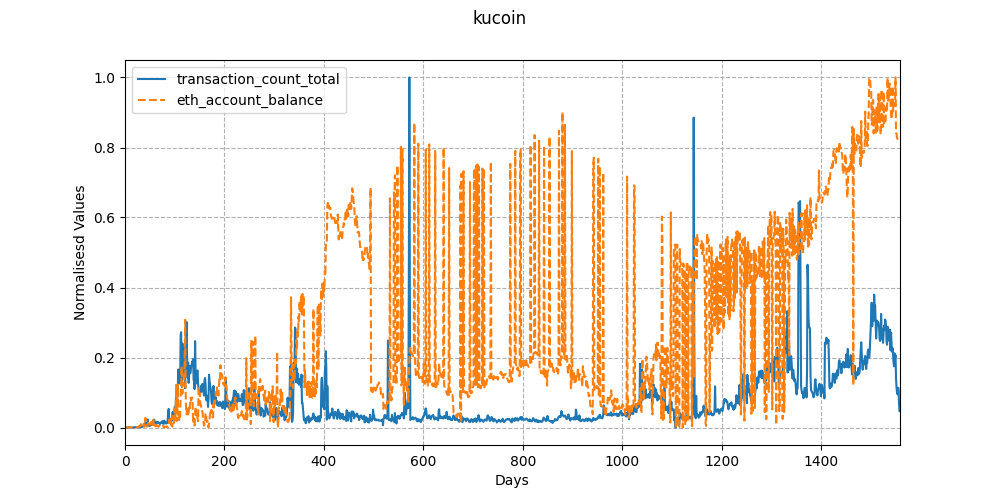 kucoin
transaction_count_total
eth_account_balance
Normalisesd Values
1.0
0.8
0.6
0.4
0.2
0.0
0 200 400 600 800 1000 1200 1400
Days